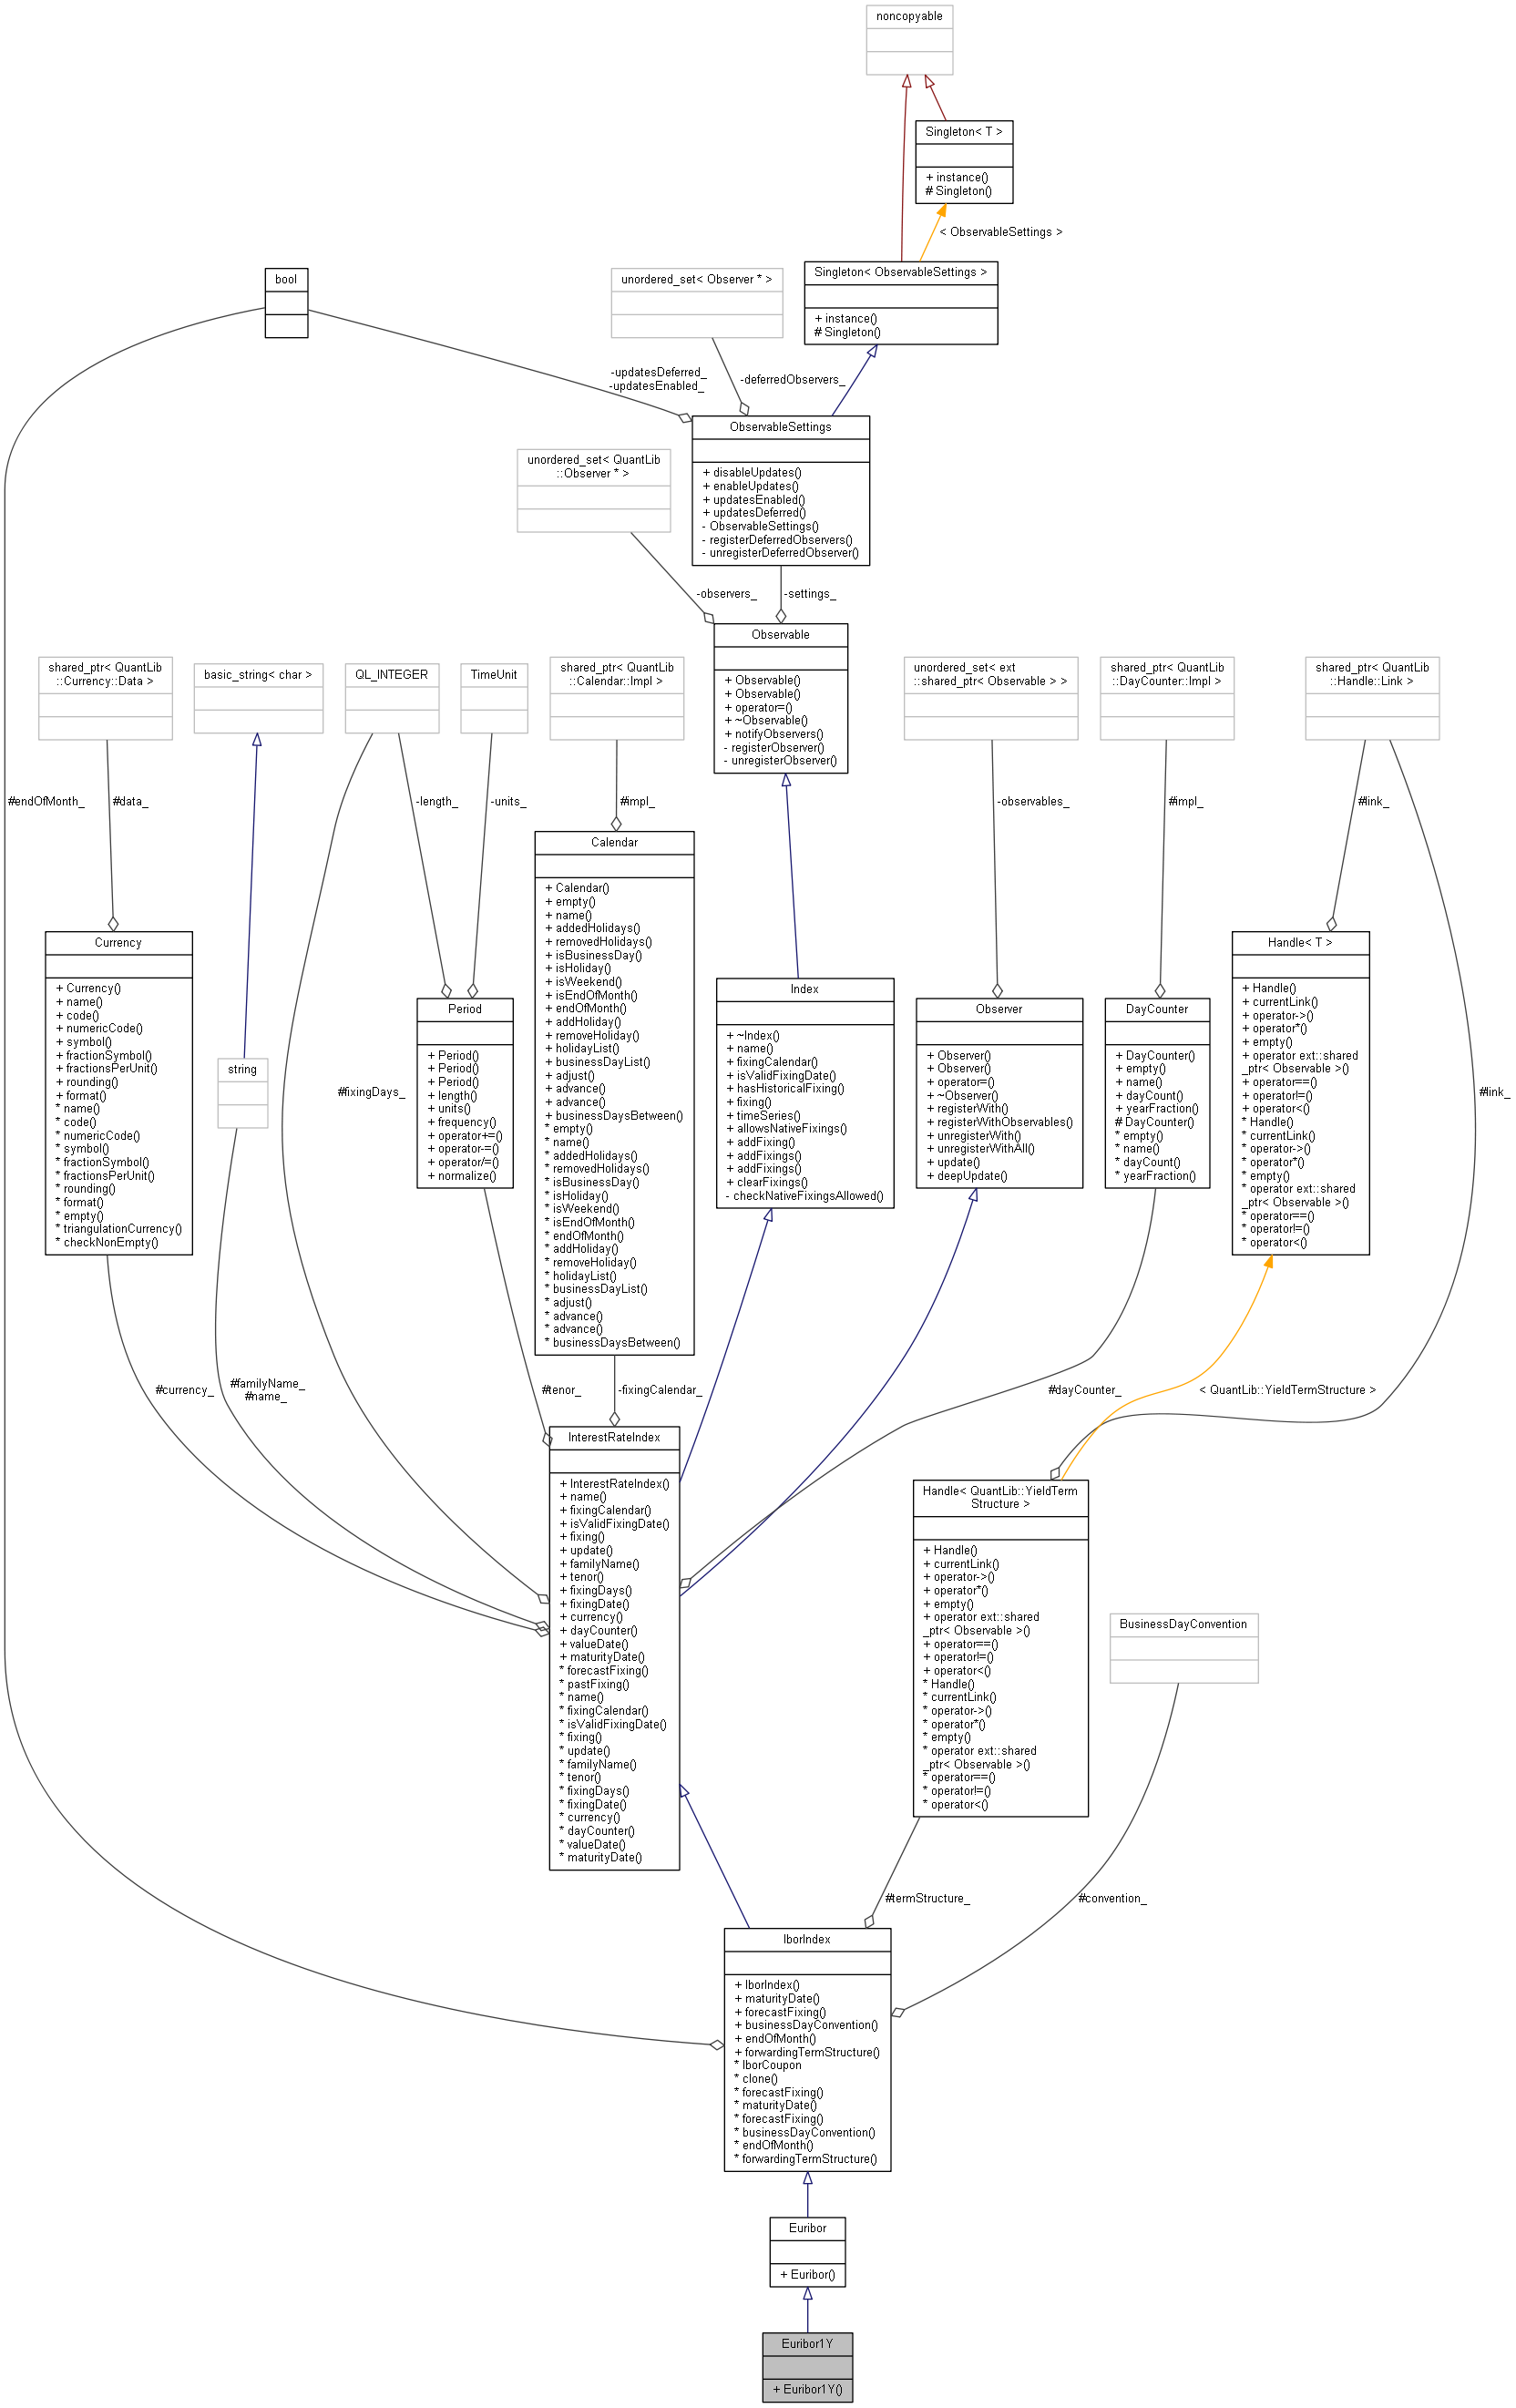 noncopyable
Singleton< T >
+ instance()
# Singleton()
< ObservableSettings >
Singleton< ObservableSettings >
+ instance()
# Singleton()
bool
unordered_set< Observer * >
-updatesDeferred_
-updatesEnabled_
-deferredObservers_
ObservableSettings
+ disableUpdates()
+ enableUpdates()
+ updatesEnabled()
+ updatesDeferred()
- ObservableSettings()
- registerDeferredObservers()
- unregisterDeferredObserver()
unordered_set< QuantLib
::Observer * >
-observers_
-settings_
Observable
+ Observable()
+ Observable()
+ operator=()
+ ~Observable()
+ notifyObservers()
- registerObserver()
- unregisterObserver()
shared_ptr< QuantLib
::Currency::Data >
basic_string< char >
QL_INTEGER
TimeUnit
shared_ptr< QuantLib
::Calendar::Impl >
unordered_set< ext
::shared_ptr< Observable > >
shared_ptr< QuantLib
::DayCounter::Impl >
shared_ptr< QuantLib
::Handle::Link >
#endOfMonth_
#data_
-length_
-units_
#impl_
-observables_
#impl_
#link_
Currency
+ Currency()
+ name()
+ code()
+ numericCode()
+ symbol()
+ fractionSymbol()
+ fractionsPerUnit()
+ rounding()
+ format()
* name()
* code()
* numericCode()
* symbol()
* fractionSymbol()
* fractionsPerUnit()
* rounding()
* format()
* empty()
* triangulationCurrency()
* checkNonEmpty()
string
#fixingDays_
Period
+ Period()
+ Period()
+ Period()
+ length()
+ units()
+ frequency()
+ operator+=()
+ operator-=()
+ operator/=()
+ normalize()
Calendar
+ Calendar()
+ empty()
+ name()
+ addedHolidays()
+ removedHolidays()
+ isBusinessDay()
+ isHoliday()
+ isWeekend()
+ isEndOfMonth()
+ endOfMonth()
+ addHoliday()
+ removeHoliday()
+ holidayList()
+ businessDayList()
+ adjust()
+ advance()
+ advance()
+ businessDaysBetween()
* empty()
* name()
* addedHolidays()
* removedHolidays()
* isBusinessDay()
* isHoliday()
* isWeekend()
* isEndOfMonth()
* endOfMonth()
* addHoliday()
* removeHoliday()
* holidayList()
* businessDayList()
* adjust()
* advance()
* advance()
* businessDaysBetween()
Index
+ ~Index()
+ name()
+ fixingCalendar()
+ isValidFixingDate()
+ hasHistoricalFixing()
+ fixing()
+ timeSeries()
+ allowsNativeFixings()
+ addFixing()
+ addFixings()
+ addFixings()
+ clearFixings()
- checkNativeFixingsAllowed()
Observer
+ Observer()
+ Observer()
+ operator=()
+ ~Observer()
+ registerWith()
+ registerWithObservables()
+ unregisterWith()
+ unregisterWithAll()
+ update()
+ deepUpdate()
DayCounter
+ DayCounter()
+ empty()
+ name()
+ dayCount()
+ yearFraction()
# DayCounter()
* empty()
* name()
* dayCount()
* yearFraction()
Handle< T >
+ Handle()
+ currentLink()
+ operator->()
+ operator*()
+ empty()
+ operator ext::shared
_ptr< Observable >()
+ operator==()
+ operator!=()
+ operator<()
* Handle()
* currentLink()
* operator->()
* operator*()
* empty()
* operator ext::shared
_ptr< Observable >()
* operator==()
* operator!=()
* operator<()
#link_
#currency_
#familyName_
#name_
#tenor_
-fixingCalendar_
#dayCounter_
< QuantLib::YieldTermStructure >
InterestRateIndex
+ InterestRateIndex()
+ name()
+ fixingCalendar()
+ isValidFixingDate()
+ fixing()
+ update()
+ familyName()
+ tenor()
+ fixingDays()
+ fixingDate()
+ currency()
+ dayCounter()
+ valueDate()
+ maturityDate()
* forecastFixing()
* pastFixing()
* name()
* fixingCalendar()
* isValidFixingDate()
* fixing()
* update()
* familyName()
* tenor()
* fixingDays()
* fixingDate()
* currency()
* dayCounter()
* valueDate()
* maturityDate()
Handle< QuantLib::YieldTerm
Structure >
+ Handle()
+ currentLink()
+ operator->()
+ operator*()
+ empty()
+ operator ext::shared
_ptr< Observable >()
+ operator==()
+ operator!=()
+ operator<()
* Handle()
* currentLink()
* operator->()
* operator*()
* empty()
* operator ext::shared
_ptr< Observable >()
* operator==()
* operator!=()
* operator<()
BusinessDayConvention
#termStructure_
#convention_
IborIndex
+ IborIndex()
+ maturityDate()
+ forecastFixing()
+ businessDayConvention()
+ endOfMonth()
+ forwardingTermStructure()
* IborCoupon
* clone()
* forecastFixing()
* maturityDate()
* forecastFixing()
* businessDayConvention()
* endOfMonth()
* forwardingTermStructure()
Euribor
+ Euribor()
Euribor1Y
+ Euribor1Y()